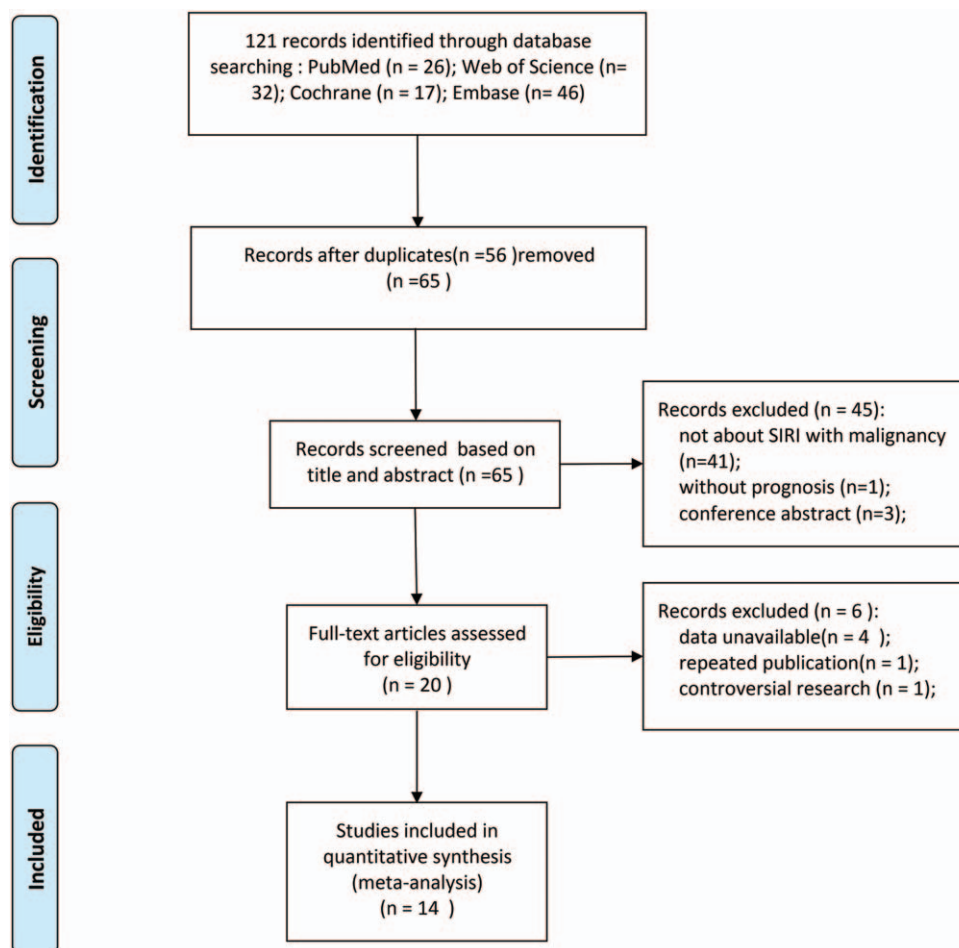 Identification
121 records identified through database
searching : PubMed (n = 26); Web of Science (n=
32); Cochrane (n = 17); Embase (n= 46)
Screening
Records after duplicates(n =56 )removed
(n =65 )
Records screened  based on
title and abstract (n =65 )
Records excluded (n = 45):
not about SIRI with malignancy
(n=41);
without prognosis (n=1);
conference abstract (n=3);
Eligibility
Full-text articles assessed
for eligibility
(n = 20 )
Records excluded (n = 6 ):
data unavailable(n = 4  );
repeated publication(n = 1);
controversial research (n = 1);
Included
Studies included in
quantitative synthesis
(meta-analysis)
(n = 14  )